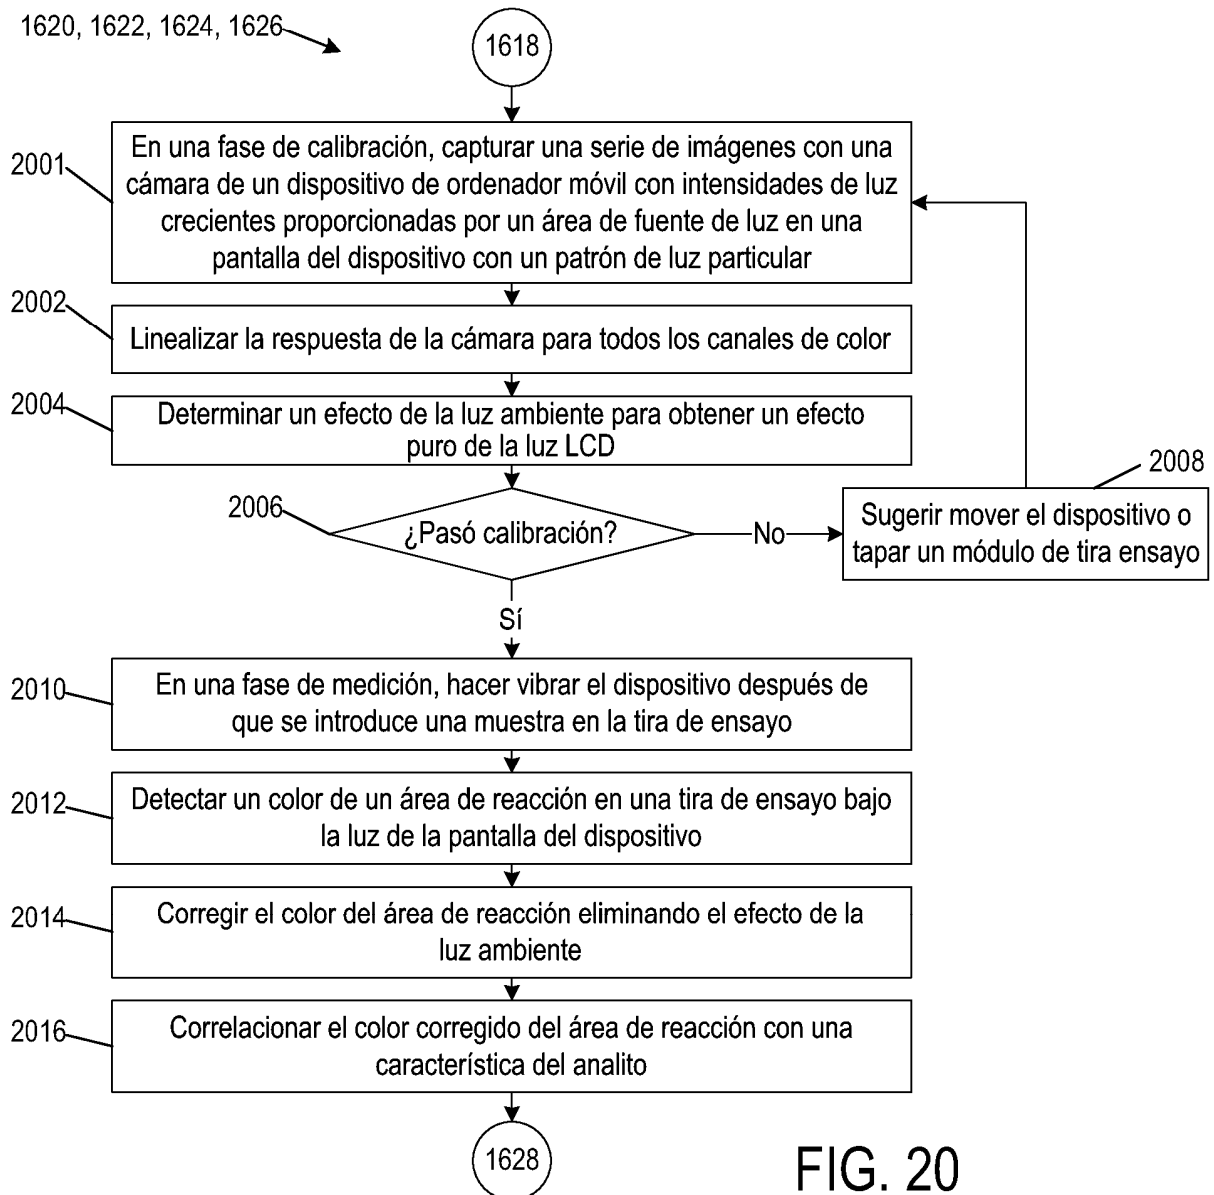 1620, 1622, 1624, 1626
1618
2001
En una fase de calibración, capturar una serie de imágenes con una
cámara de un dispositivo de ordenador móvil con intensidades de luz
crecientes proporcionadas por un área de fuente de luz en una
pantalla del dispositivo con un patrón de luz particular
2002
Linealizar la respuesta de la cámara para todos los canales de color
2004
Determinar un efecto de la luz ambiente para obtener un efecto
puro de la luz LCD
2006
¿Pasó calibración?
No
2008
Sugerir mover el dispositivo o
tapar un módulo de tira ensayo
Sí
2010
En una fase de medición, hacer vibrar el dispositivo después de
que se introduce una muestra en la tira de ensayo
2012
Detectar un color de un área de reacción en una tira de ensayo bajo
la luz de la pantalla del dispositivo
2014
Corregir el color del área de reacción eliminando el efecto de la
luz ambiente
2016
Correlacionar el color corregido del área de reacción con una
característica del analito
1628
FIG. 20